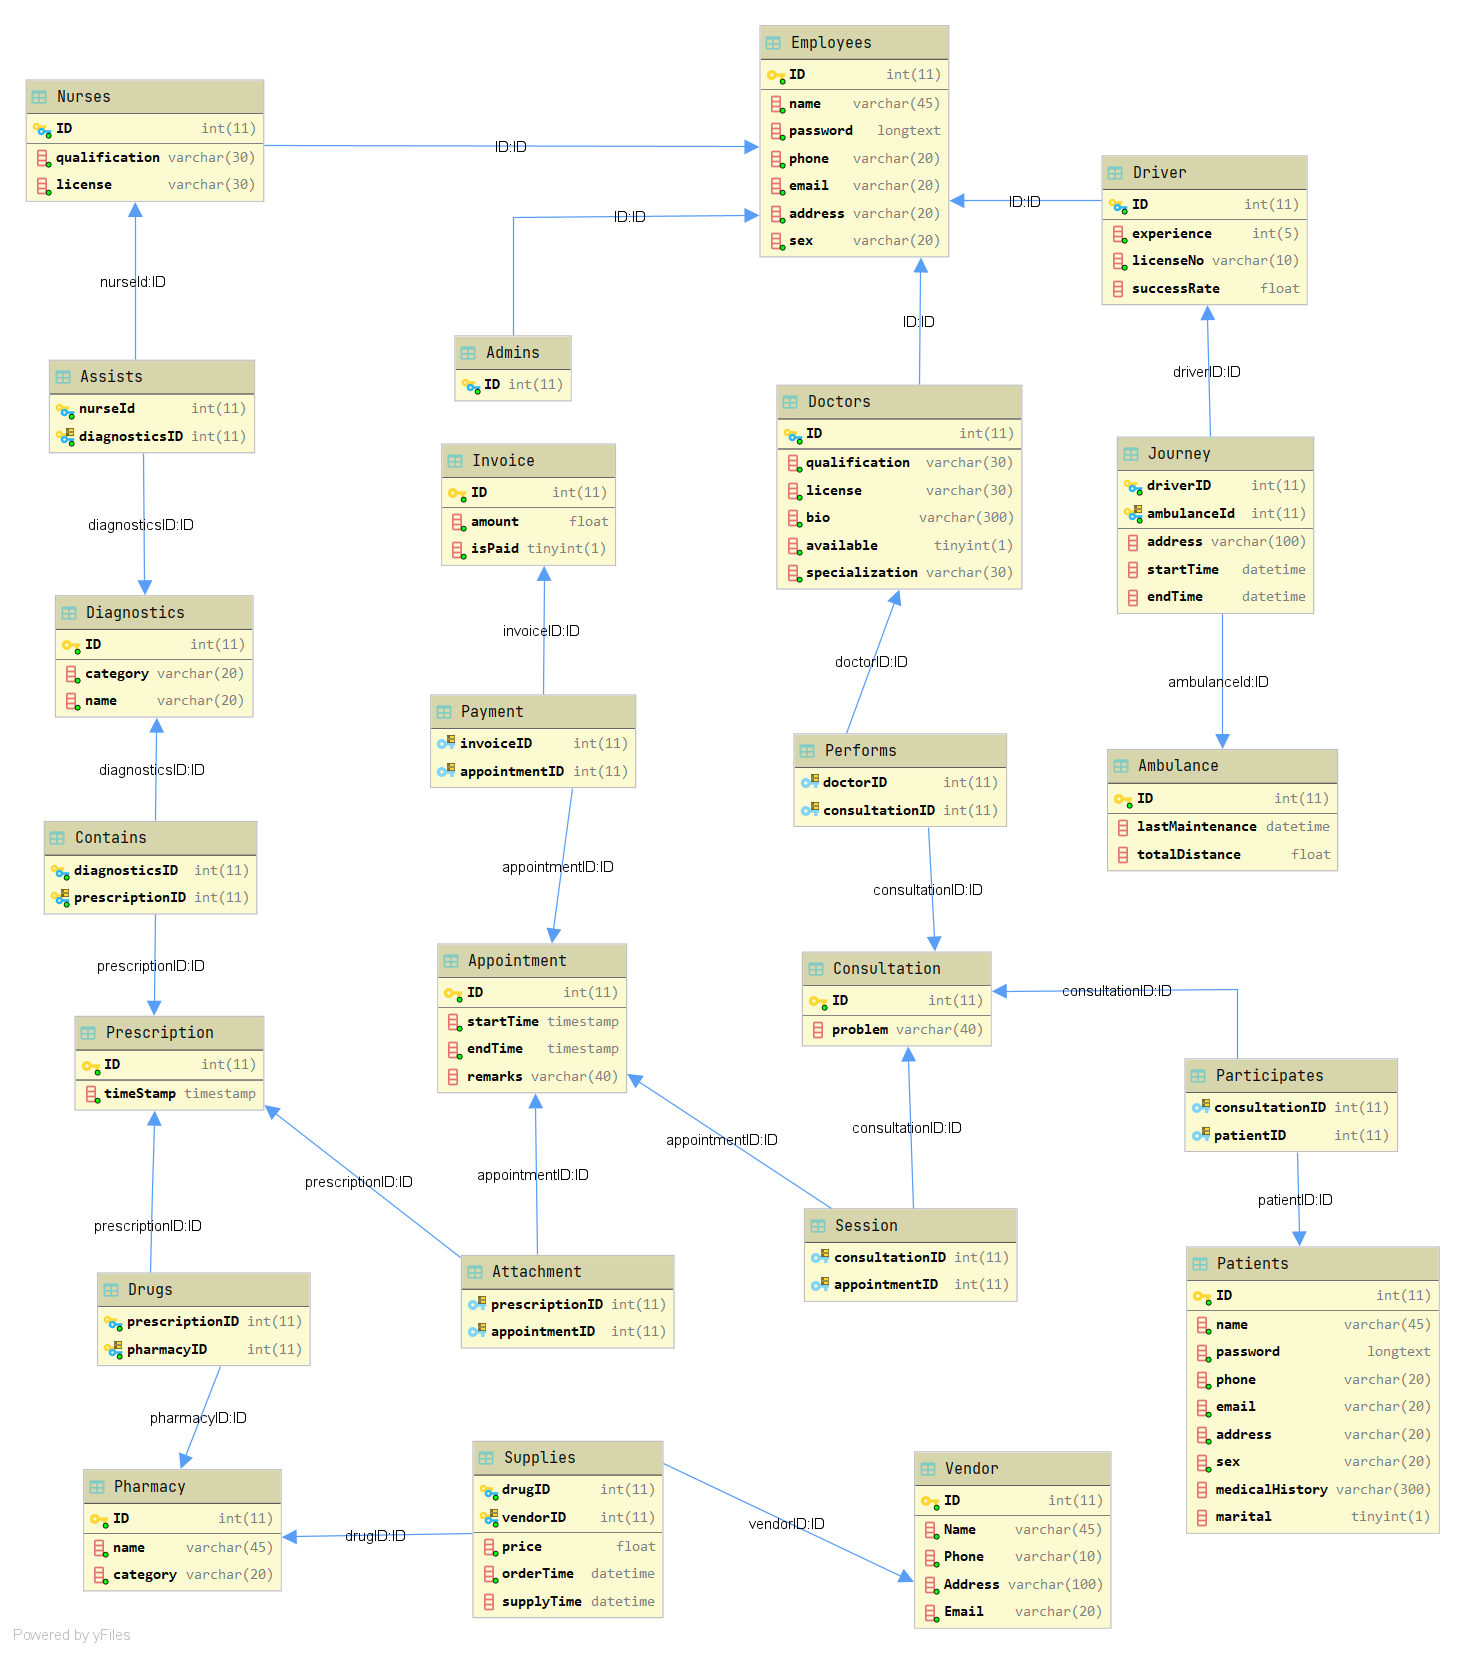 Employees
ID int(11)
name varchar(45)
password longtext
phone varchar(20)
email varchar(20)
address varchar(20)
sex varchar(20)
Nurses
ID int(11)
qualification varchar(30)
license varchar(30)
ID:ID
ID:ID
ID:ID
ID:ID
Driver
ID int(11)
experience int(5)
licenseNo varchar(10)
successRate float
nurseId:ID
driverID:ID
Admins
ID int(11)
Assists
nurseId int(11)
diagnosticsID int(11)
Doctors
ID int(11)
qualification varchar(30)
license varchar(30)
bio varchar(300)
available tinyint(1)
specialization varchar(30)
Invoice
ID int(11)
amount float
isPaid tinyint(1)
Journey
driverID int(11)
ambulanceId int(11)
address varchar(100)
startTime datetime
endTime datetime
diagnosticsID:ID
Diagnostics
ID int(11)
category varchar(20)
name varchar(20)
invoiceID:ID
doctorID:ID
ambulanceId:ID
Payment
invoiceID int(11)
appointmentID int(11)
Performs
doctorID int(11)
consultationID int(11)
Ambulance
ID int(11)
lastMaintenance datetime
totalDistance float
diagnosticsID:ID
Contains
diagnosticsID int(11)
prescriptionID int(11)
appointmentID:ID
consultationID:ID
prescriptionID:ID
Appointment
ID int(11)
startTime timestamp
endTime timestamp
remarks varchar(40)
Consultation
ID int(11)
problem varchar(40)
consultationID:ID
Prescription
ID int(11)
timeStamp timestamp
Participates
consultationID int(11)
patientID int(11)
prescriptionID:ID
appointmentID:ID
appointmentID:ID
consultationID:ID
patientID:ID
prescriptionID:ID
Session
consultationID int(11)
appointmentID int(11)
Attachment
prescriptionID int(11)
appointmentID int(11)
Drugs
prescriptionID int(11)
pharmacyID int(11)
Patients
ID int(11)
name varchar(45)
password longtext
phone varchar(20)
email varchar(20)
address varchar(20)
sex varchar(20)
medicalHistory varchar(300)
marital tinyint(1)
pharmacyID:ID
Pharmacy
ID int(11)
name varchar(45)
category varchar(20)
drugID:ID
Supplies
drugID int(11)
vendorID int(11)
price float
orderTime datetime
supplyTime datetime
vendorID:ID
Vendor
ID int(11)
Name varchar(45)
Phone varchar(10)
Address varchar(100)
Email varchar(20)
Powered by yFiles